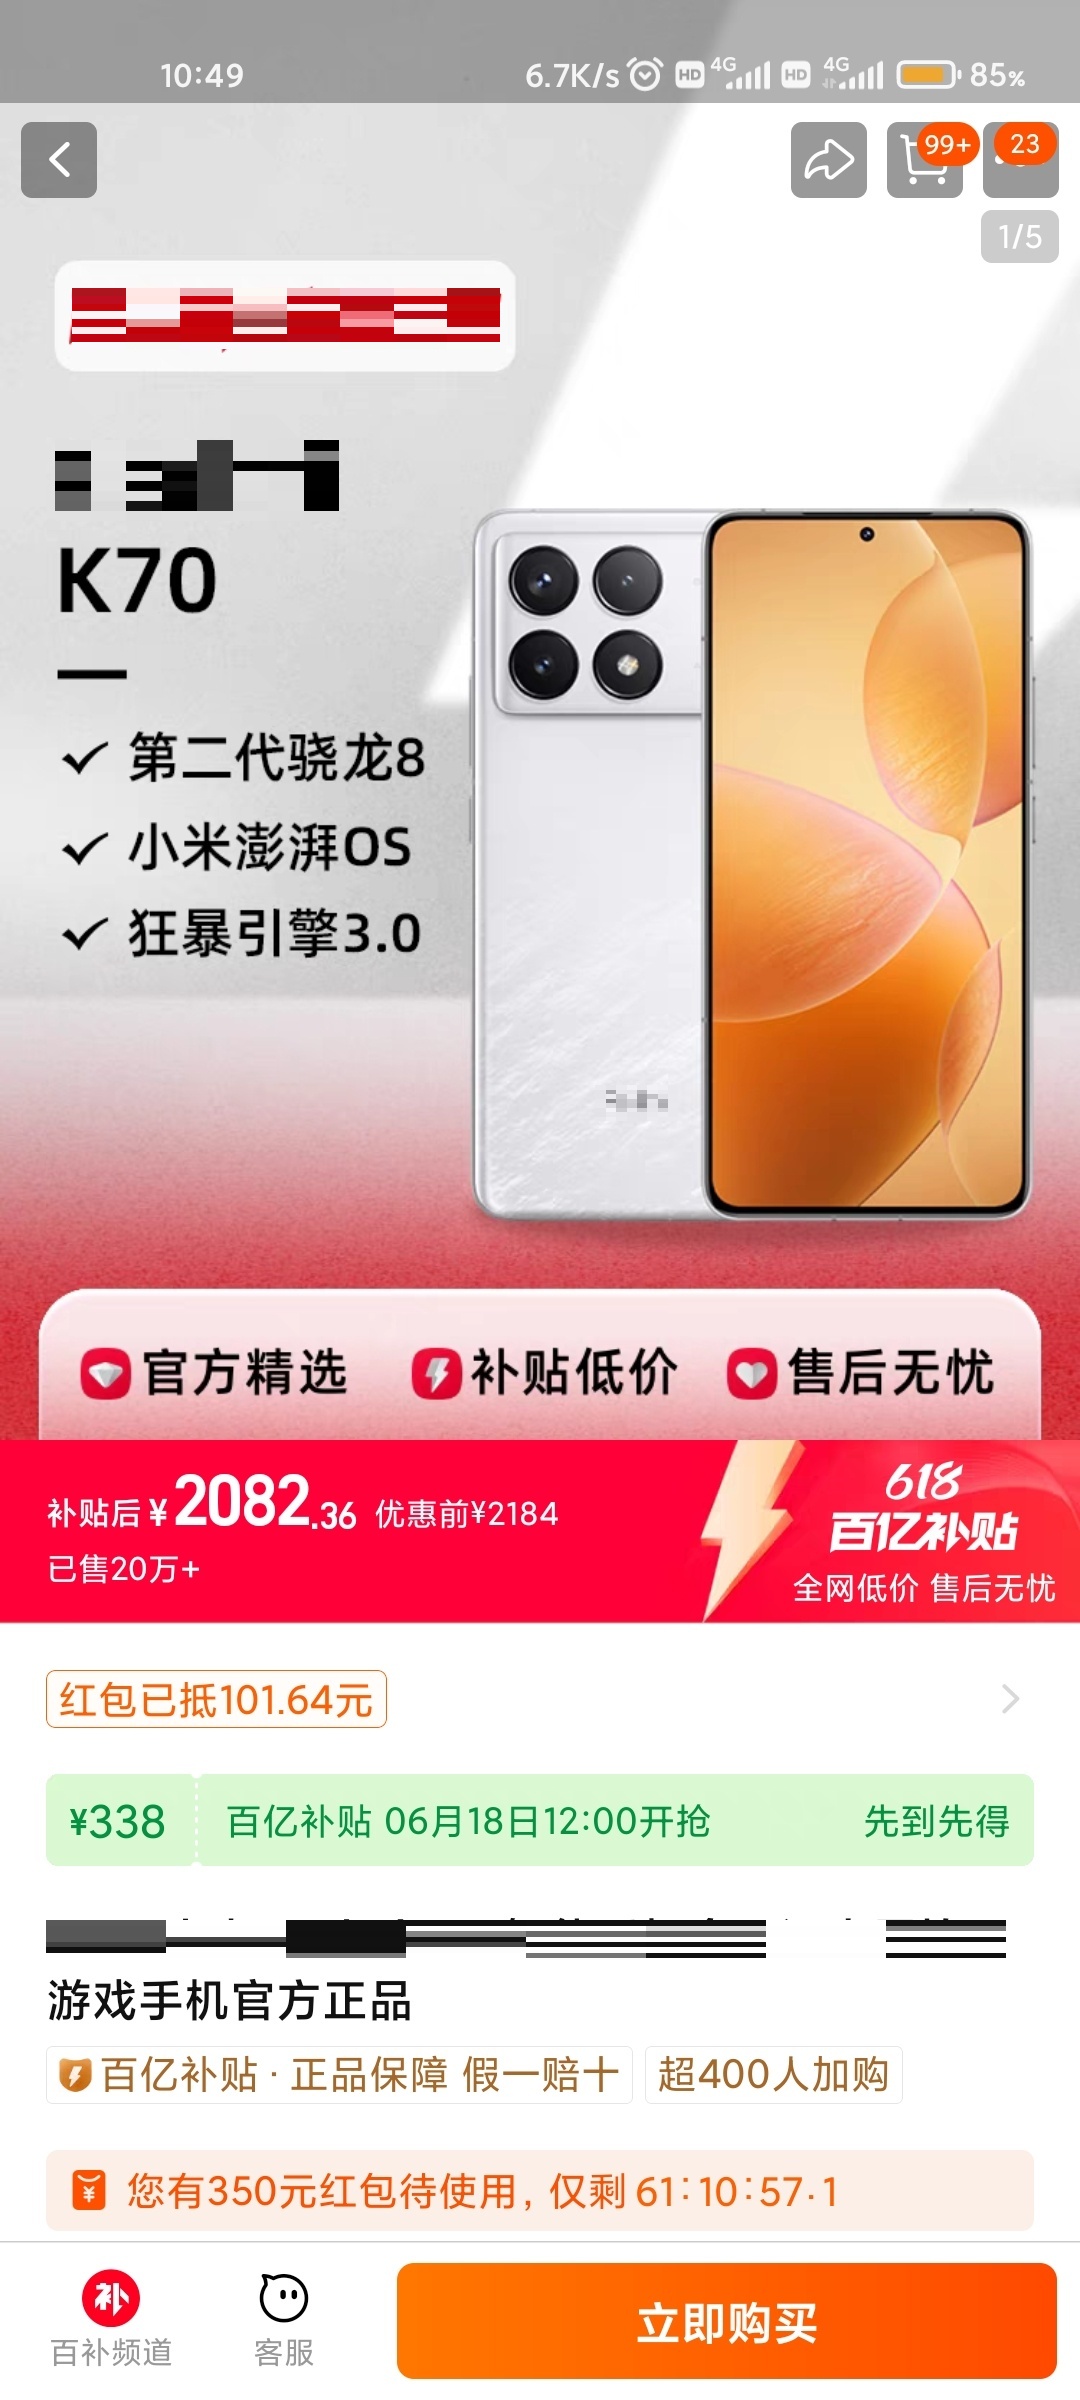 10:49
6.7K/s HD 4G HD 4G 85%
99+
23
1/5
K70
第二代骁龙8
小米澎湃OS
狂暴引擎3.0
官方精选 补贴低价 售后无忧
补贴后¥2082.36 优惠前¥2184
已售20万+
618
百亿补贴
全网低价 售后无忧
红包已抵101.64元
¥338 百亿补贴 06月18日12:00开抢 先到先得
游戏手机官方正品
百亿补贴·正品保障 假一赔十 超400人加购
您有350元红包待使用, 仅剩 61:10:57.1
补
百补频道
客服
立即购买